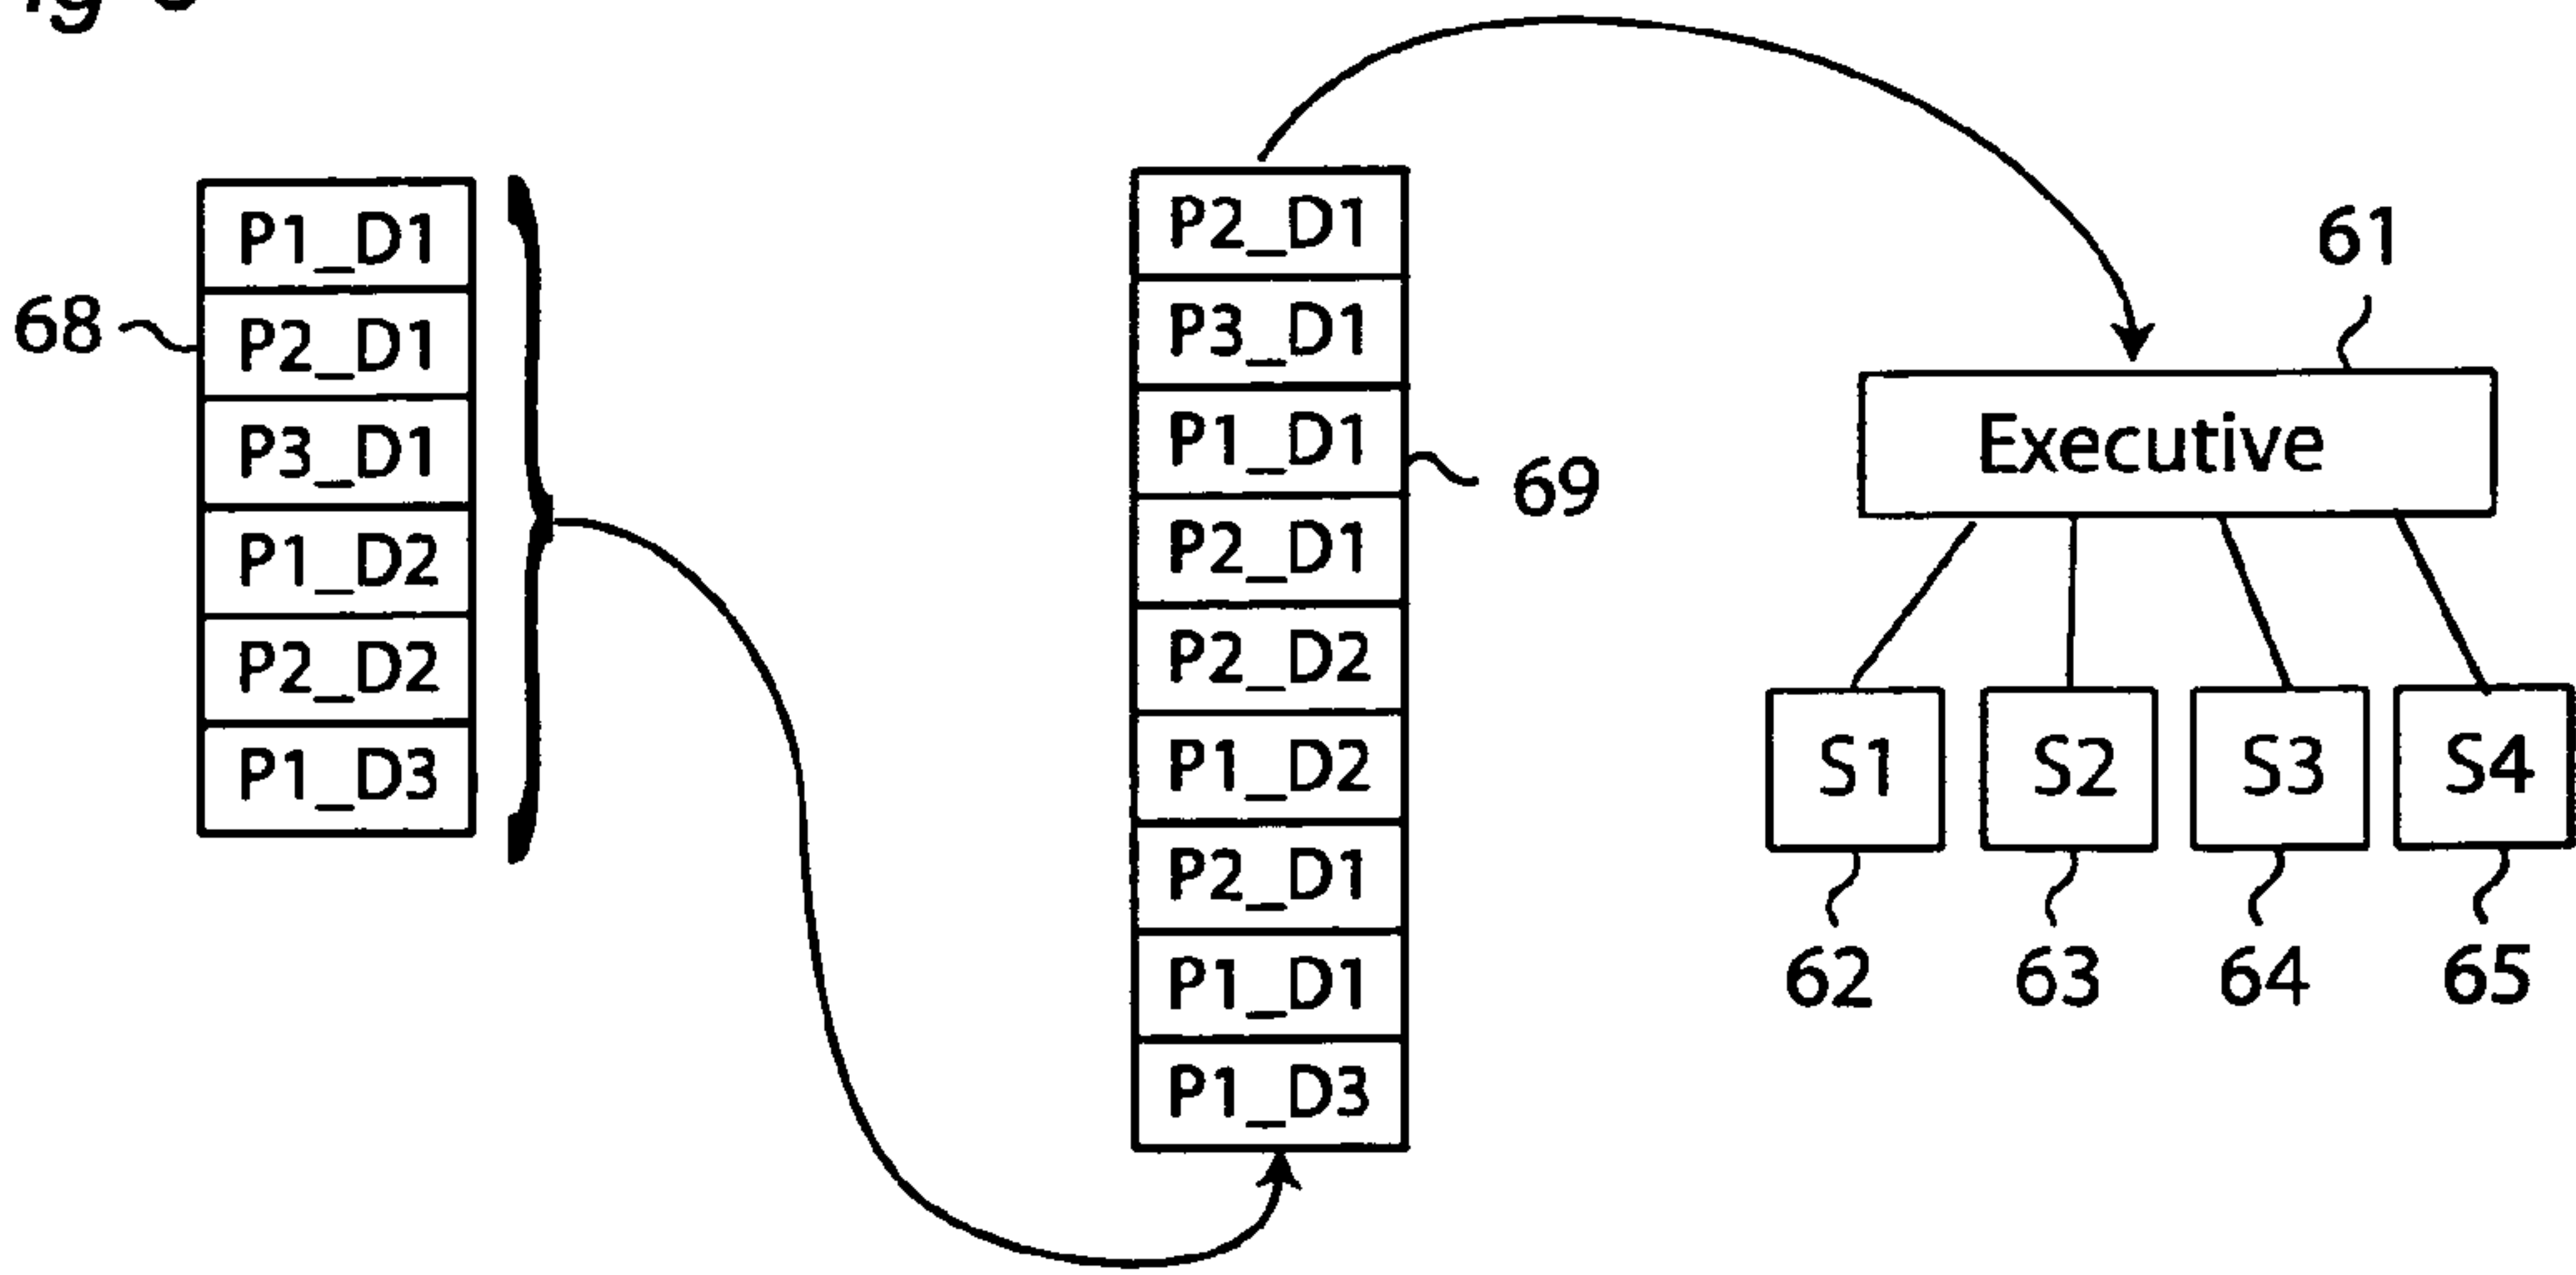 P1_D1
P2_D1
P3_D1
P1_D2
P2_D2
P1_D3
68
P2_D1
P3_D1
P1_D1
P2_D1
P2_D2
P1_D2
P2_D1
P1_D1
P1_D3
69
61
Executive
S1
S2
S3
S4
62
63
64
65